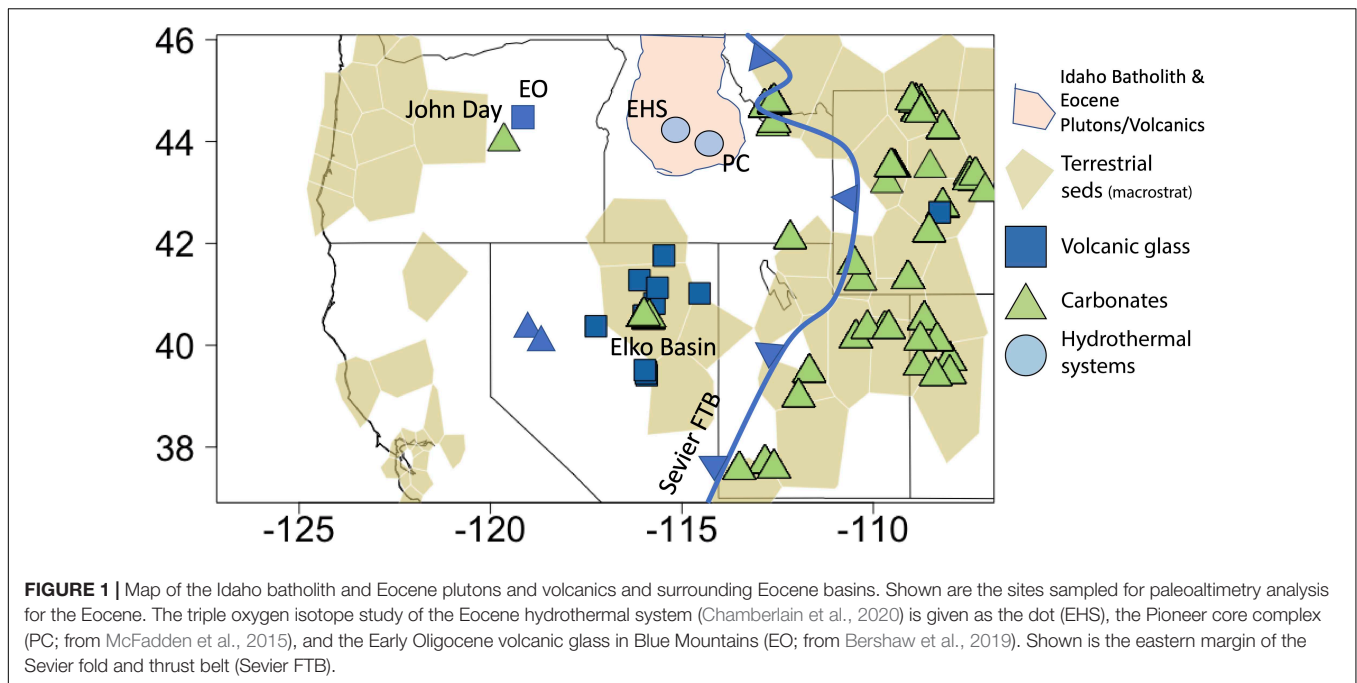 46
44
42
40
38
-125
-120
-115
-110
John Day
EO
EHS
PC
Elko Basin
Sevier FTB
Idaho Batholith &
Eocene
Plutons/Volcanics
Terrestrial
seds (macrostrat)
Volcanic glass
Carbonates
Hydrothermal
systems
FIGURE 1 | Map of the Idaho batholith and Eocene plutons and volcanics and surrounding Eocene basins. Shown are the sites sampled for paleoaltimetry analysis
for the Eocene. The triple oxygen isotope study of the Eocene hydrothermal system (Chamberlain et al., 2020) is given as the dot (EHS), the Pioneer core complex
(PC; from McFadden et al., 2015), and the Early Oligocene volcanic glass in Blue Mountains (EO; from Bershaw et al., 2019). Shown is the eastern margin of the
Sevier fold and thrust belt (Sevier FTB).